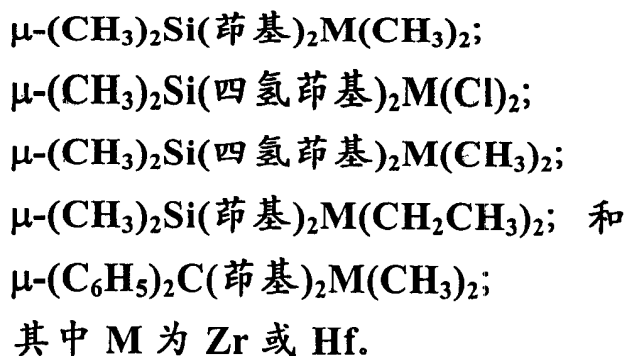 μ-(CH₃)₂Si(茚基)₂M(CH₃)₂;
μ-(CH₃)₂Si(四氢茚基)₂M(Cl)₂;
μ-(CH₃)₂Si(四氢茚基)₂M(CH₃)₂;
μ-(CH₃)₂Si(茚基)₂M(CH₂CH₃)₂; 和
μ-(C₆H₅)₂C(茚基)₂M(CH₃)₂;
其中 M 为 Zr 或 Hf。